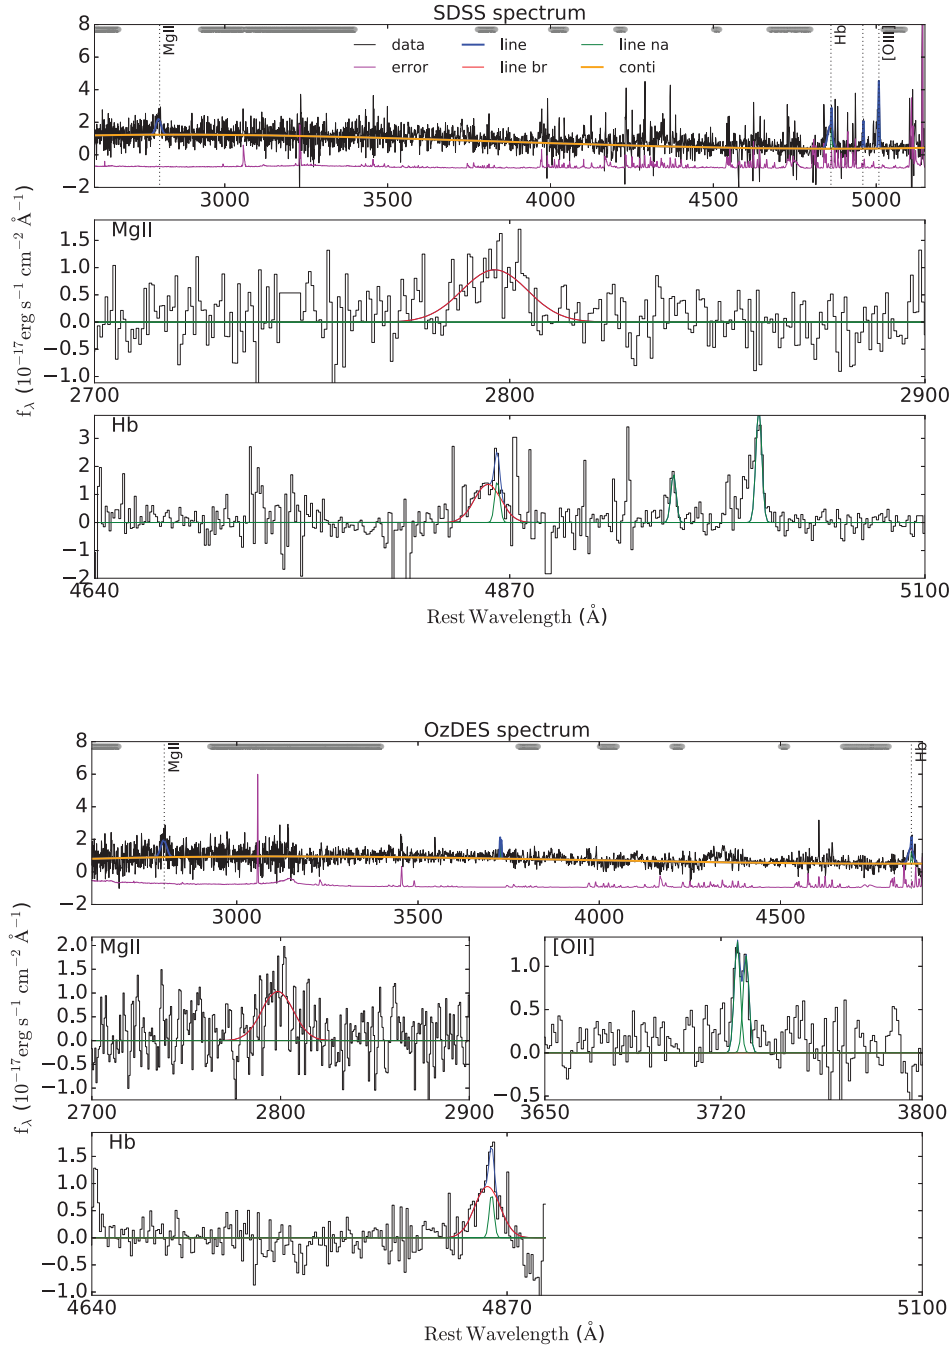 SDSS spectrum
8
6
4
2
0
−2
MgII
data
line
line na
error
line br
conti
Hb
[OIII]
3000
3500
4000
4500
5000
f_λ (10⁻¹⁷erg s⁻¹ cm⁻² Å⁻¹)
MgII
1.5
1.0
0.5
0.0
−0.5
−1.0
2700
2800
2900
Hb
3
2
1
0
−1
−2
4640
4870
5100
Rest Wavelength (Å)
OzDES spectrum
8
6
4
2
0
−2
MgII
Hb
3000
3500
4000
4500
f_λ (10⁻¹⁷erg s⁻¹ cm⁻² Å⁻¹)
MgII
2.0
1.5
1.0
0.5
0.0
−0.5
−1.0
2700
2800
2900
[OII]
1.0
0.5
0.0
−0.5
3650
3720
3800
Hb
1.5
1.0
0.5
0.0
−0.5
−1.0
4640
4870
5100
Rest Wavelength (Å)